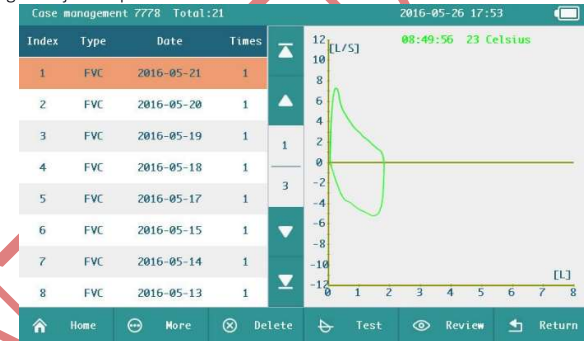 Case management 7778 Total:21 2016-05-26 17:53
Index Type Date Times
1 FVC 2016-05-21 1
2 FVC 2016-05-20 1
3 FVC 2016-05-19 1
4 FVC 2016-05-18 1
5 FVC 2016-05-17 1
6 FVC 2016-05-15 1
7 FVC 2016-05-14 1
8 FVC 2016-05-13 1
1
3
[L/S]
08:49:56 23 Celsius
12
10
8
6
4
2
0
-2
-4
-6
-8
-10
-12
[L]
0 1 2 3 4 5 6 7 8
Home More Delete Test Review Return